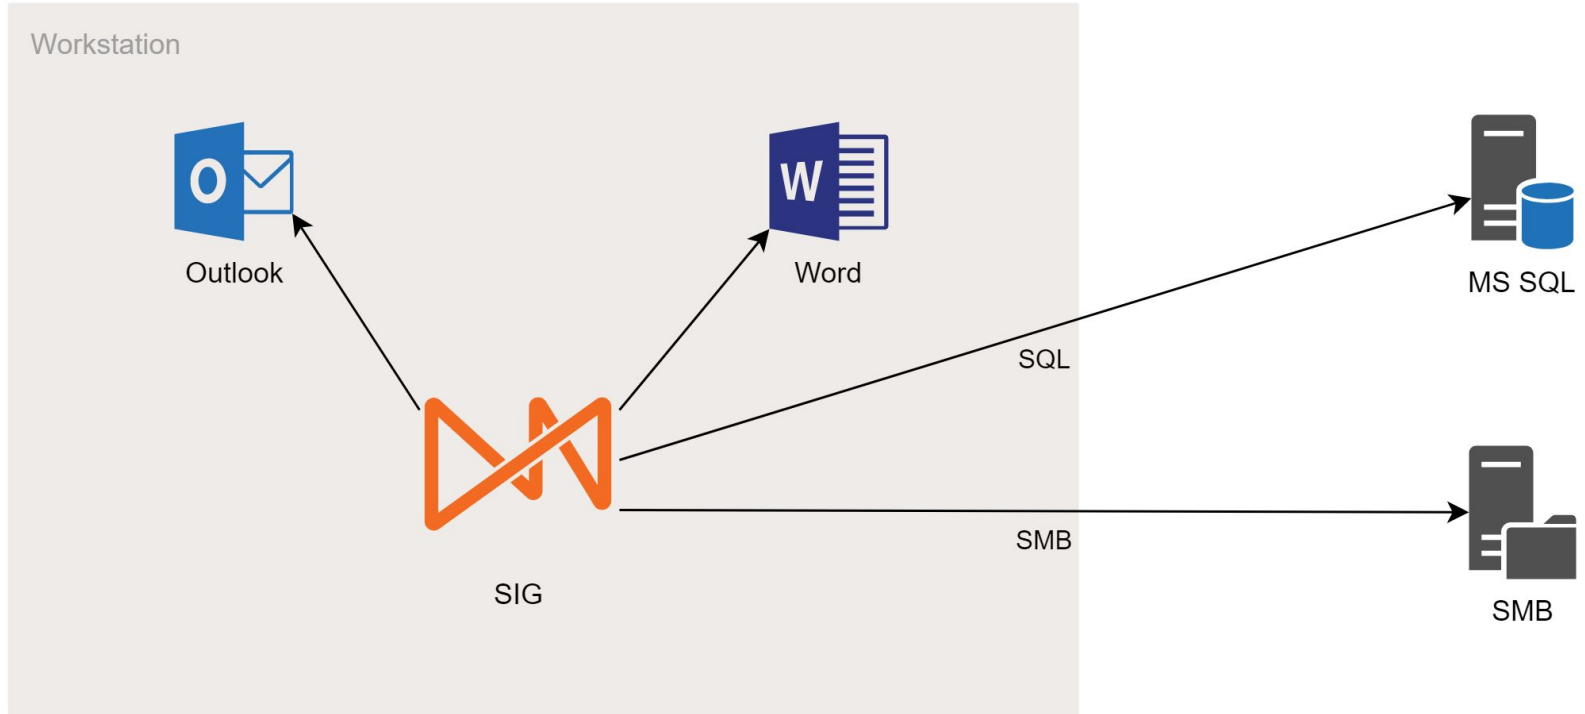 Workstation
O
W
Outlook
Word
MS SQL
SQL
SMB
SIG
SMB